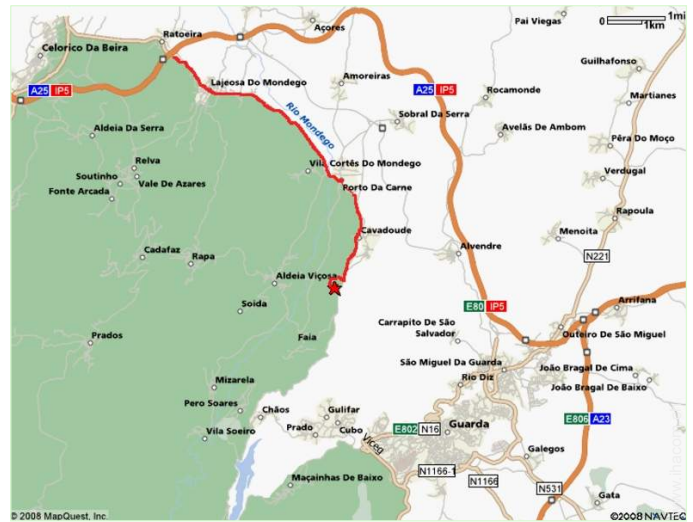 Pai Viegas
0
1mi
1km
Açores
Ratoeira
Celorico Da Beira
Guilhafonso
Amoreiras
Lajeosa Do Mondego
A25 IP5
A25 IP5
Rocamonde
Martianes
Rio Mondego
Sobral Da Serra
Aldeia Da Serra
Avelãs De Ambom
Pêra Do Moço
Relva
Vila Cortês Do Mondego
Soutinho
Vale De Azares
Verdugal
Fonte Arcada
Porto Da Carne
Rapoula
Cavadoude
Menoita
Cadafaz
Alvendre
N221
Rapa
Aldeia Viçosa
Soida
E80 IP5
Arrifana
Carrapito De São
Salvador
Outeiro De São Miguel
Prados
Faia
São Miguel Da Guarda
João Bragal De Cima
Rio Diz
João Bragal De Baixo
Mizarela
Pero Soares
Chãos
Gulifar
E806 A23
Prado
Cubo
E802 N16
Guarda
Vila Soeiro
Viceg
Galegos
N1166-1
N1166
Maçainhas De Baixo
N531
Gata
© 2008 MapQuest, Inc.
©2008 NAVTEQ